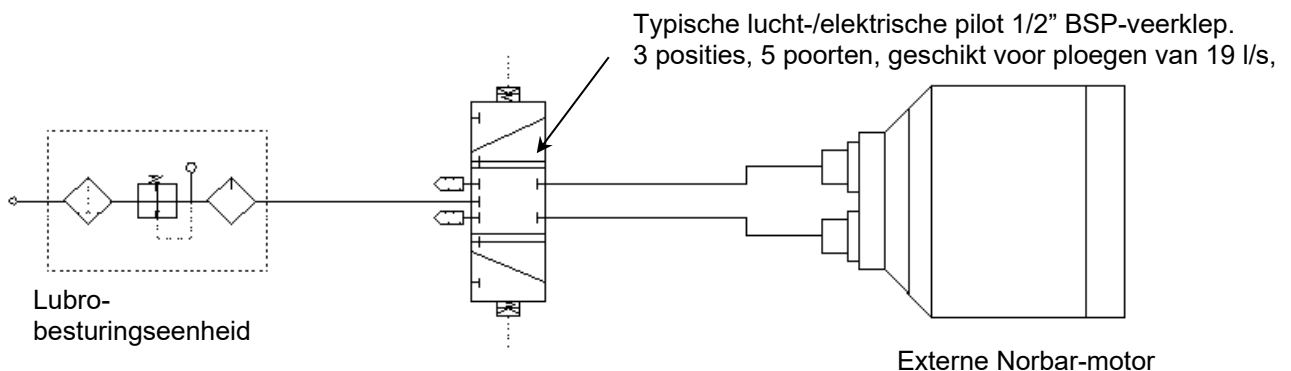 Typische lucht-/elektrische pilot 1/2” BSP-veerklep.
3 posities, 5 poorten, geschikt voor ploegen van 19 l/s,
Lubro-
besturingseenheid
Externe Norbar-motor